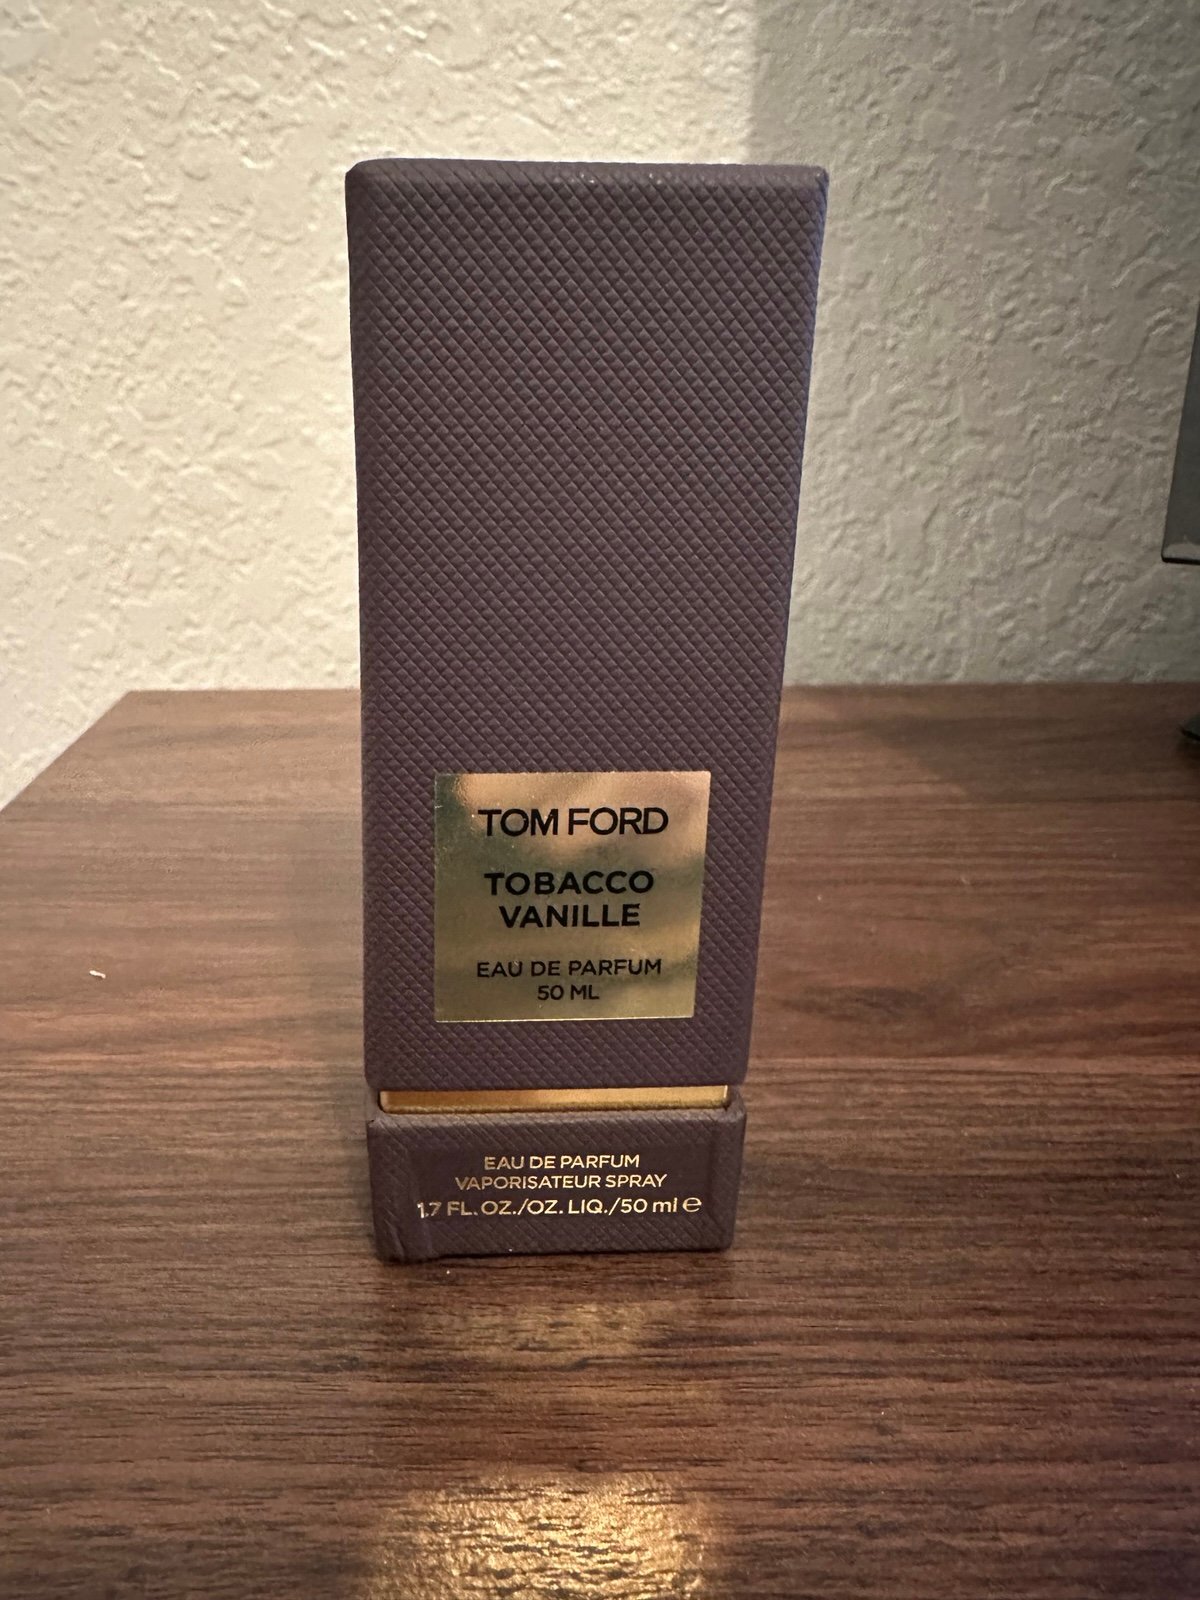 TOM FORD
TOBACCO
VANILLE
EAU DE PARFUM
50 ML
EAU DE PARFUM
VAPORISATEUR SPRAY
1.7 FL.OZ./OZ. LIQ./50 ml ℮